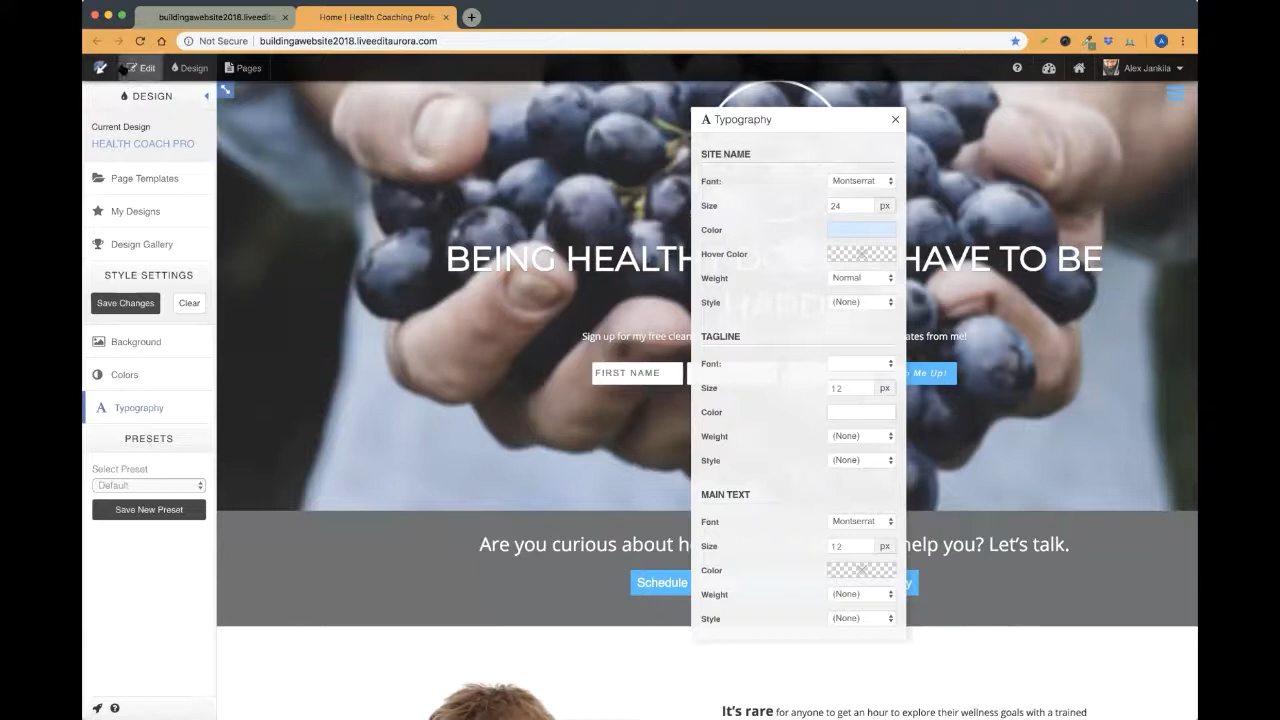 buildingawebsite2018.liveedita
Home | Health Coaching Profe
Not Secure
buildingawebsite2018.liveeditaurora.com
A
Edit
Design
Pages
Alex Jankila
DESIGN
Current Design
HEALTH COACH PRO
Page Templates
My Designs
Design Gallery
STYLE SETTINGS
Save Changes
Clear
Background
Colors
A Typography
PRESETS
Select Preset
Default
Save New Preset
BEING HEALTH
HAVE TO BE
Sign up for my free clean
ates from me!
FIRST NAME
Me Up!
Are you curious about h
elp you? Let's talk.
Schedule
y
It's rare for anyone to get an hour to explore their wellness goals with a trained
A Typography
SITE NAME
Font: Montserrat
Size 24 px
Color
Hover Color
Weight Normal
Style (None)
TAGLINE
Font:
Size 12 px
Color
Weight (None)
Style (None)
MAIN TEXT
Font Montserrat
Size 12 px
Color
Weight (None)
Style (None)